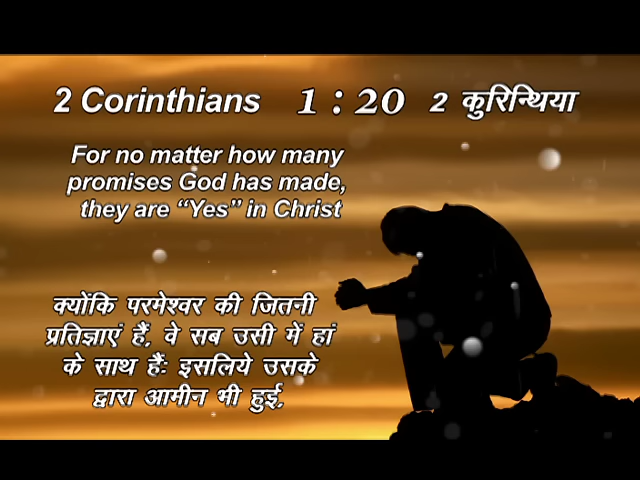 2 Corinthians 1 : 20 2 कुरिन्थिया
For no matter how many
promises God has made,
they are “Yes” in Christ
क्योंकि परमेश्वर की जितनी
प्रतिज्ञाएं हैं, वे सब उसी में हां
के साथ हैंः इसलिये उसके
द्वारा आमीन भी हुई,